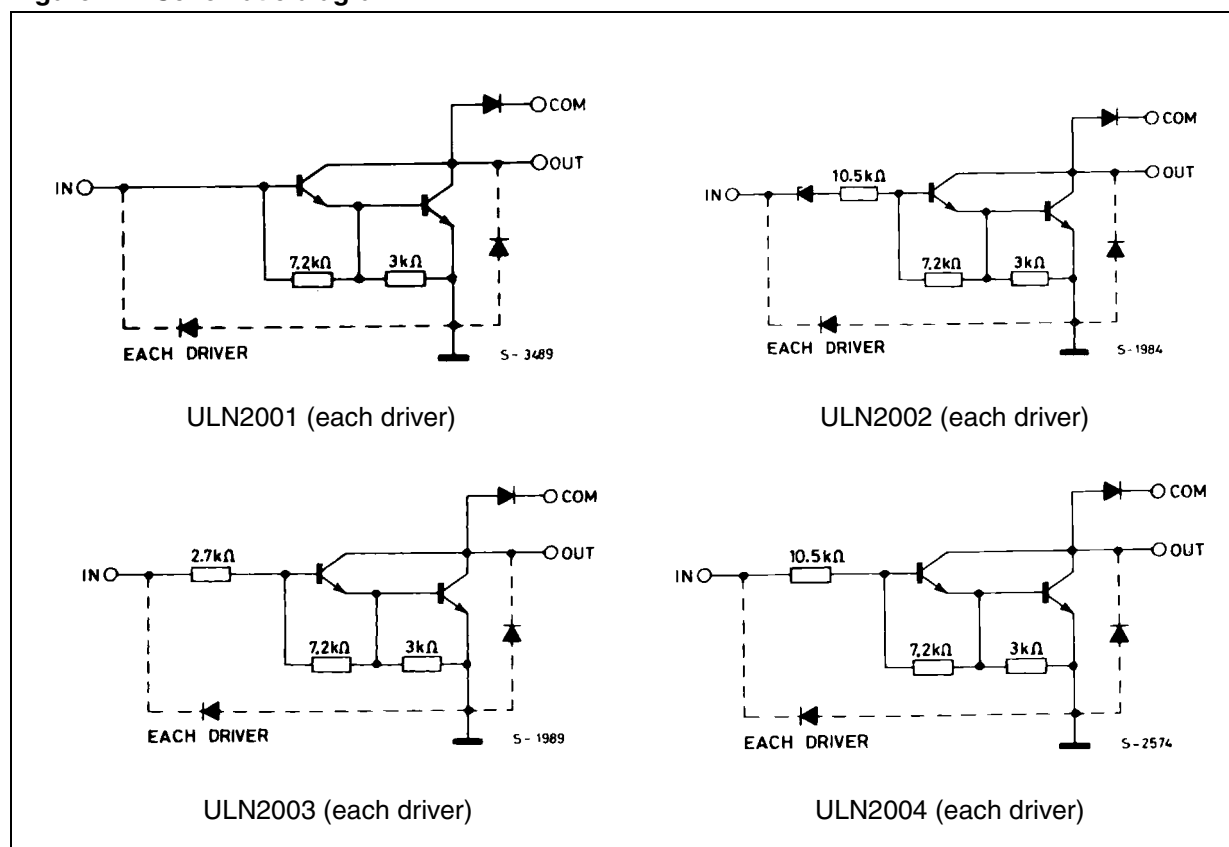 COM
OUT
IN
7.2kΩ 3kΩ
EACH DRIVER
S-3489
ULN2001 (each driver)
COM
OUT
10.5kΩ
IN
7.2kΩ 3kΩ
EACH DRIVER
S-1984
ULN2002 (each driver)
COM
OUT
2.7kΩ
IN
7.2kΩ 3kΩ
EACH DRIVER
S-1989
ULN2003 (each driver)
COM
OUT
10.5kΩ
IN
7.2kΩ 3kΩ
EACH DRIVER
S-2574
ULN2004 (each driver)